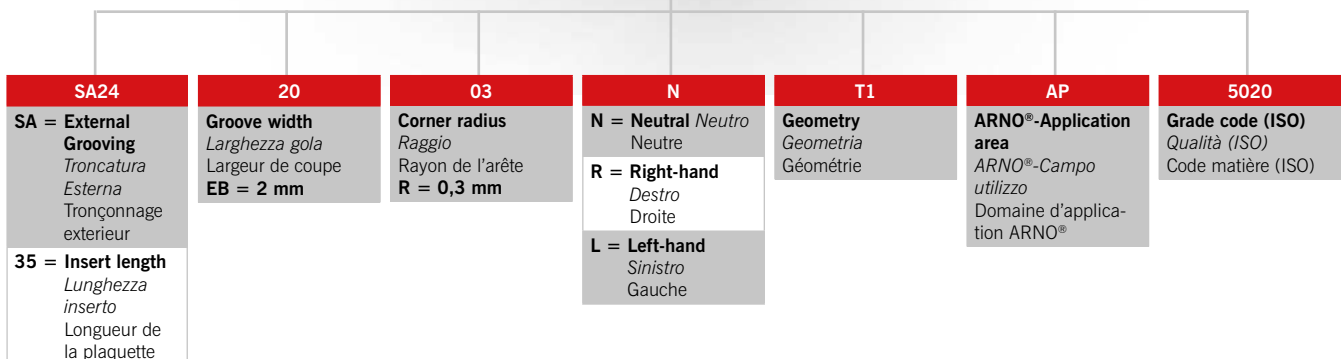 SA24
SA = External
Grooving
Troncatura
Esterna
Tronçonnage
exterieur
35 = Insert length
Lunghezza
inserto
Longueur de
la plaquette
20
Groove width
Larghezza gola
Largeur de coupe
EB = 2 mm
03
Corner radius
Raggio
Rayon de l’arête
R = 0,3 mm
N
N = Neutral Neutro
Neutre
R = Right-hand
Destro
Droite
L = Left-hand
Sinistro
Gauche
T1
Geometry
Geometria
Géométrie
AP
ARNO®-Application
area
ARNO®-Campo
utilizzo
Domaine d’applica-
tion ARNO®
5020
Grade code (ISO)
Qualità (ISO)
Code matière (ISO)